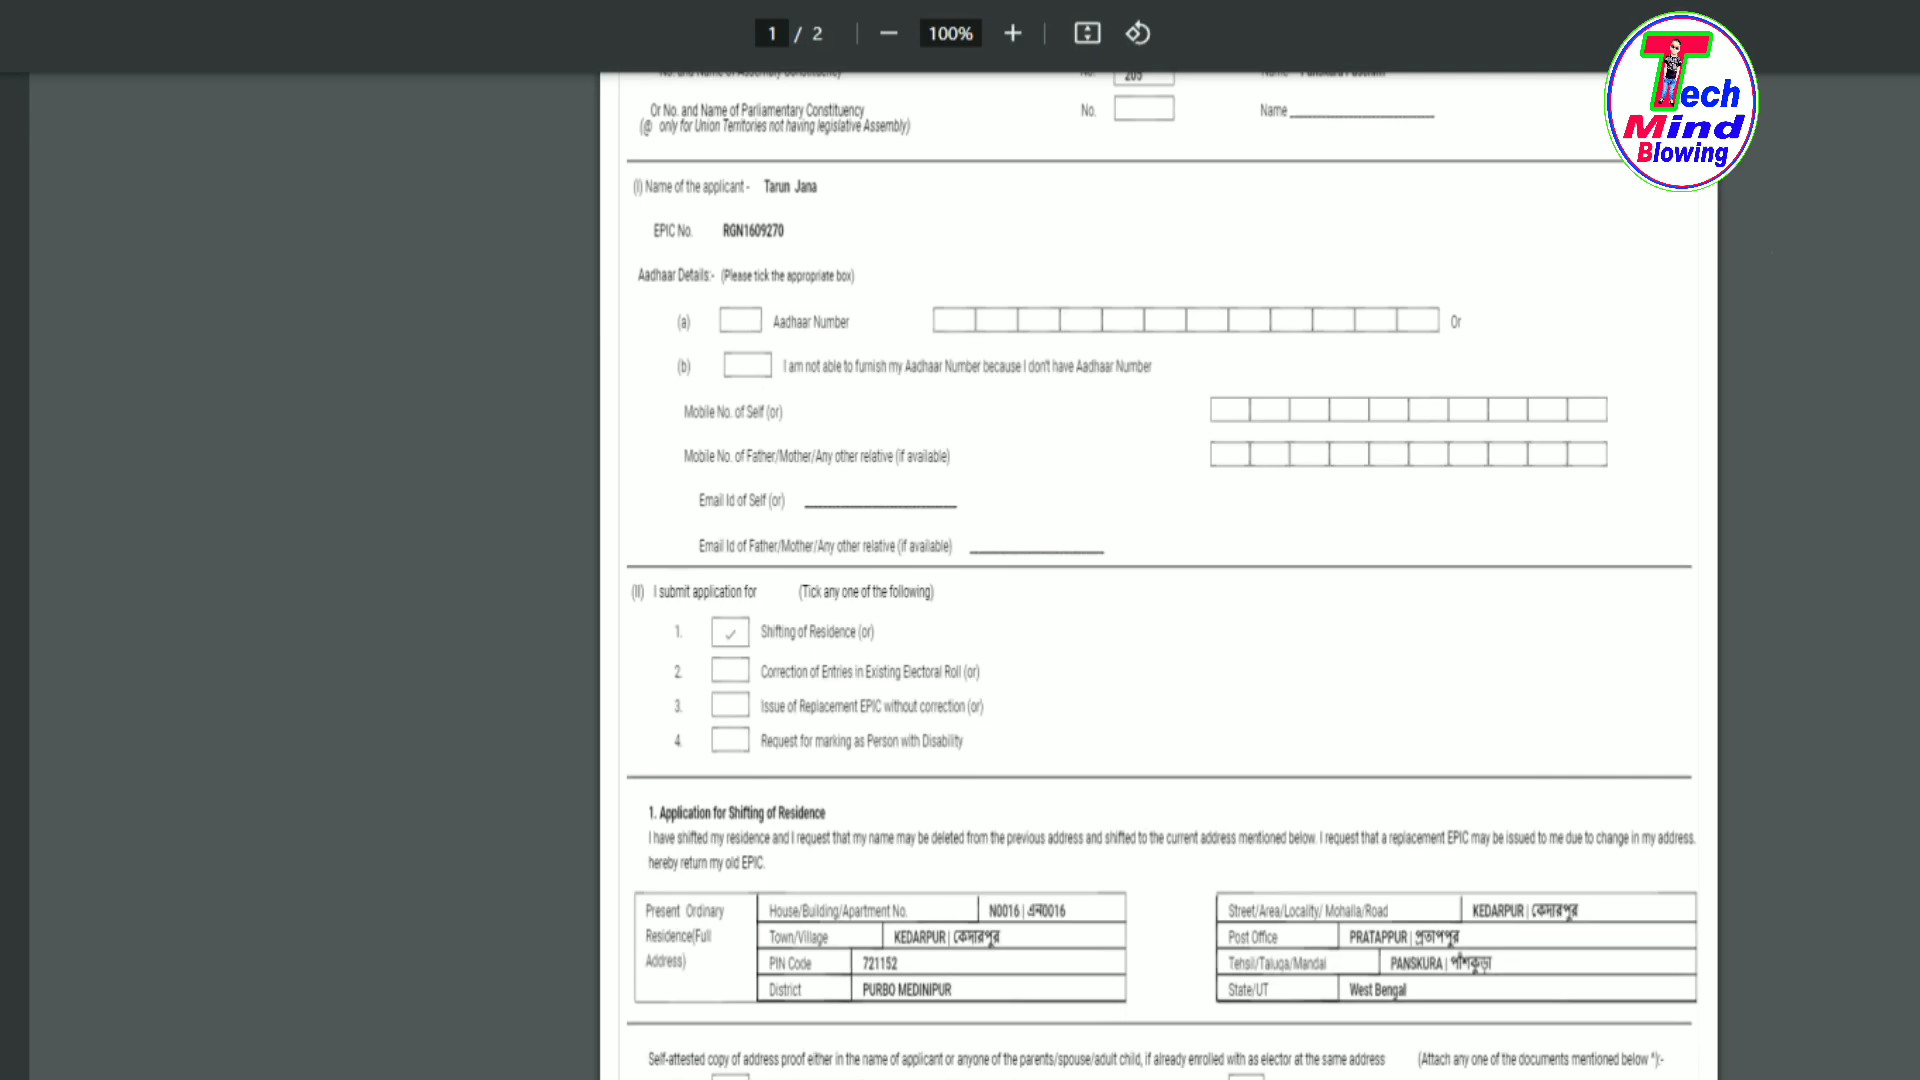 1 / 2 100%
Tech
Mind
Blowing
No. and Name of Assembly Constituency No. 205 Name Panskura Paschim
Or No. and Name of Parliamentary Constituency No. Name
(@ only for Union Territories not having legislative Assembly)
(I) Name of the applicant - Tarun Jana
EPIC No. RGN1609270
Aadhaar Details:- (Please tick the appropriate box)
(a) Aadhaar Number Or
(b) I am not able to furnish my Aadhaar Number because I don't have Aadhaar Number
Mobile No. of Self (or)
Mobile No. of Father/Mother/Any other relative (if available)
Email Id of Self (or)
Email Id of Father/Mother/Any other relative (if available)
(II) I submit application for (Tick any one of the following)
1. Shifting of Residence (or)
2. Correction of Entries in Existing Electoral Roll (or)
3. Issue of Replacement EPIC without correction (or)
4. Request for marking as Person with Disability
1. Application for Shifting of Residence
I have shifted my residence and I request that my name may be deleted from the previous address and shifted to the current address mentioned below. I request that a replacement EPIC may be issued to me due to change in my address.
hereby return my old EPIC.
Present Ordinary House/Building/Apartment No. N0016 | এন0016 Street/Area/Locality/ Mohalla/Road KEDARPUR | কেদারপুর
Residence(Full Town/Village KEDARPUR | কেদারপুর Post Office PRATAPPUR | প্রতাপপুর
Address) PIN Code 721152 Tehsil/Taluqa/Mandal PANSKURA | পাঁশকুড়া
District PURBO MEDINIPUR State/UT West Bengal
Self-attested copy of address proof either in the name of applicant or anyone of the parents/spouse/adult child, if already enrolled with as elector at the same address (Attach any one of the documents mentioned below *):-